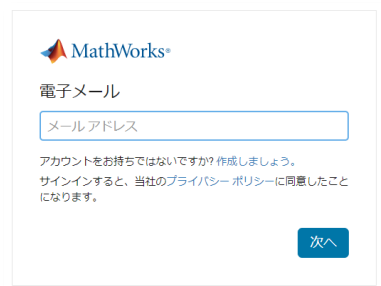 MathWorks®
電子メール
メール アドレス
アカウントをお持ちではないですか? 作成しましょう。
サインインすると、当社のプライバシー ポリシーに同意したこと
になります。
次へ